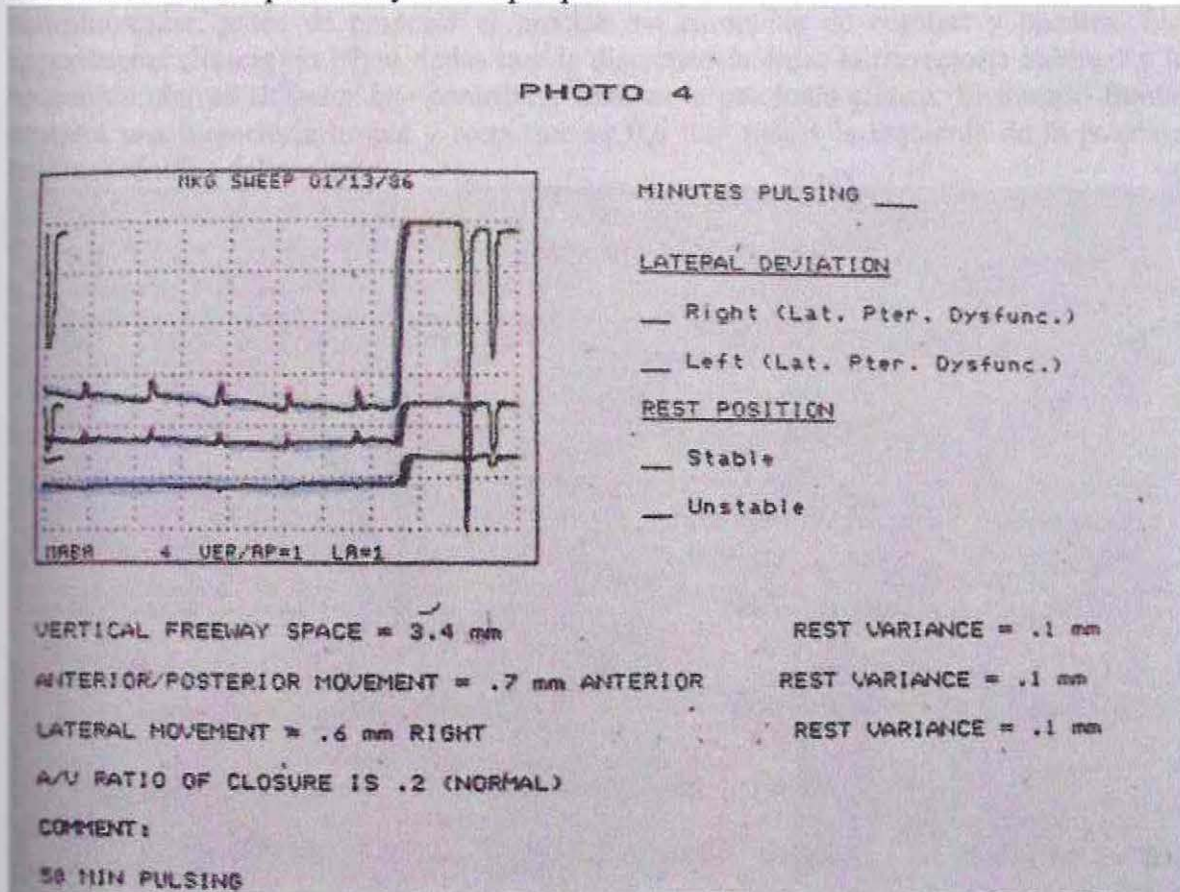 PHOTO 4
MKG SWEEP 01/13/86
MINUTES PULSING ___
LATERAL DEVIATION
__ Right (Lat. Pter. Dysfunc.)
__ Left (Lat. Pter. Dysfunc.)
REST POSITION
__ Stable
__ Unstable
4 VER/AP=1 LA=1
VERTICAL FREEWAY SPACE = 3.4 mm REST VARIANCE = .1 mm
ANTERIOR/POSTERIOR MOVEMENT = .7 mm ANTERIOR REST VARIANCE = .1 mm
LATERAL MOVEMENT = .6 mm RIGHT REST VARIANCE = .1 mm
A/V RATIO OF CLOSURE IS .2 (NORMAL)
COMMENT:
50 MIN PULSING